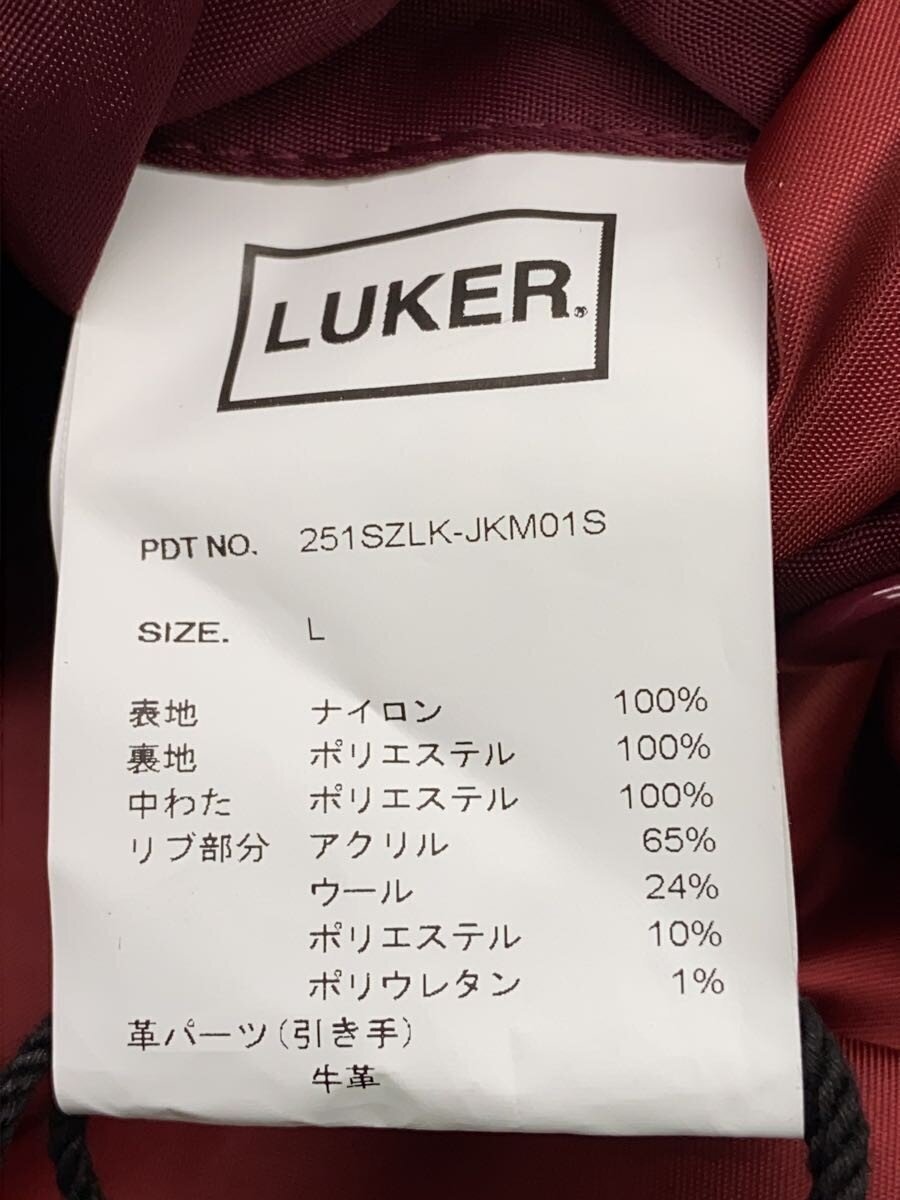 LUKER®
PDT NO. 251SZLK-JKM01S
SIZE. L
表地 ナイロン 100%
裏地 ポリエステル 100%
中わた ポリエステル 100%
リブ部分 アクリル 65%
ウール 24%
ポリエステル 10%
ポリウレタン 1%
革パーツ(引き手)
牛革